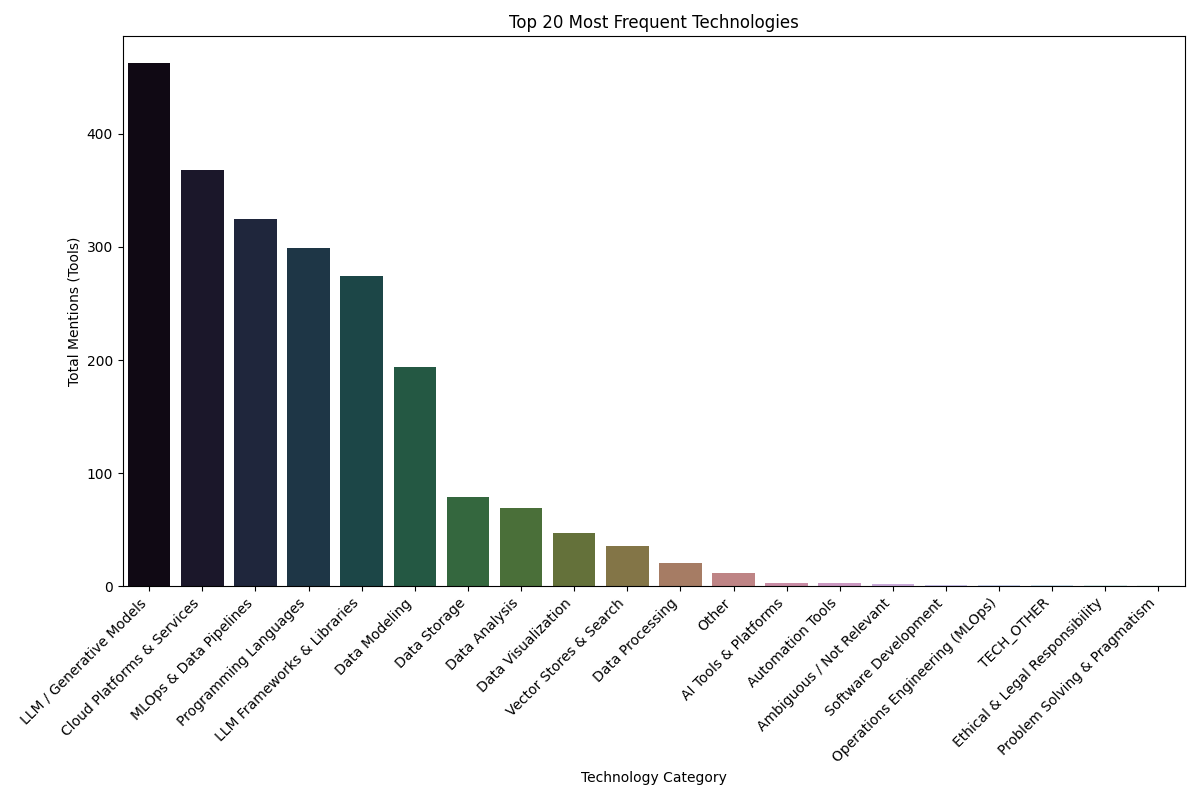 Top 20 Most Frequent Technologies
Total Mentions (Tools)
400
300
200
100
0
LLM / Generative Models
Cloud Platforms & Services
MLOps & Data Pipelines
Programming Languages
LLM Frameworks & Libraries
Data Modeling
Data Storage
Data Analysis
Data Visualization
Vector Stores & Search
Data Processing
Other
AI Tools & Platforms
Automation Tools
Ambiguous / Not Relevant
Software Development
Operations Engineering (MLOps)
TECH_OTHER
Ethical & Legal Responsibility
Problem Solving & Pragmatism
Technology Category